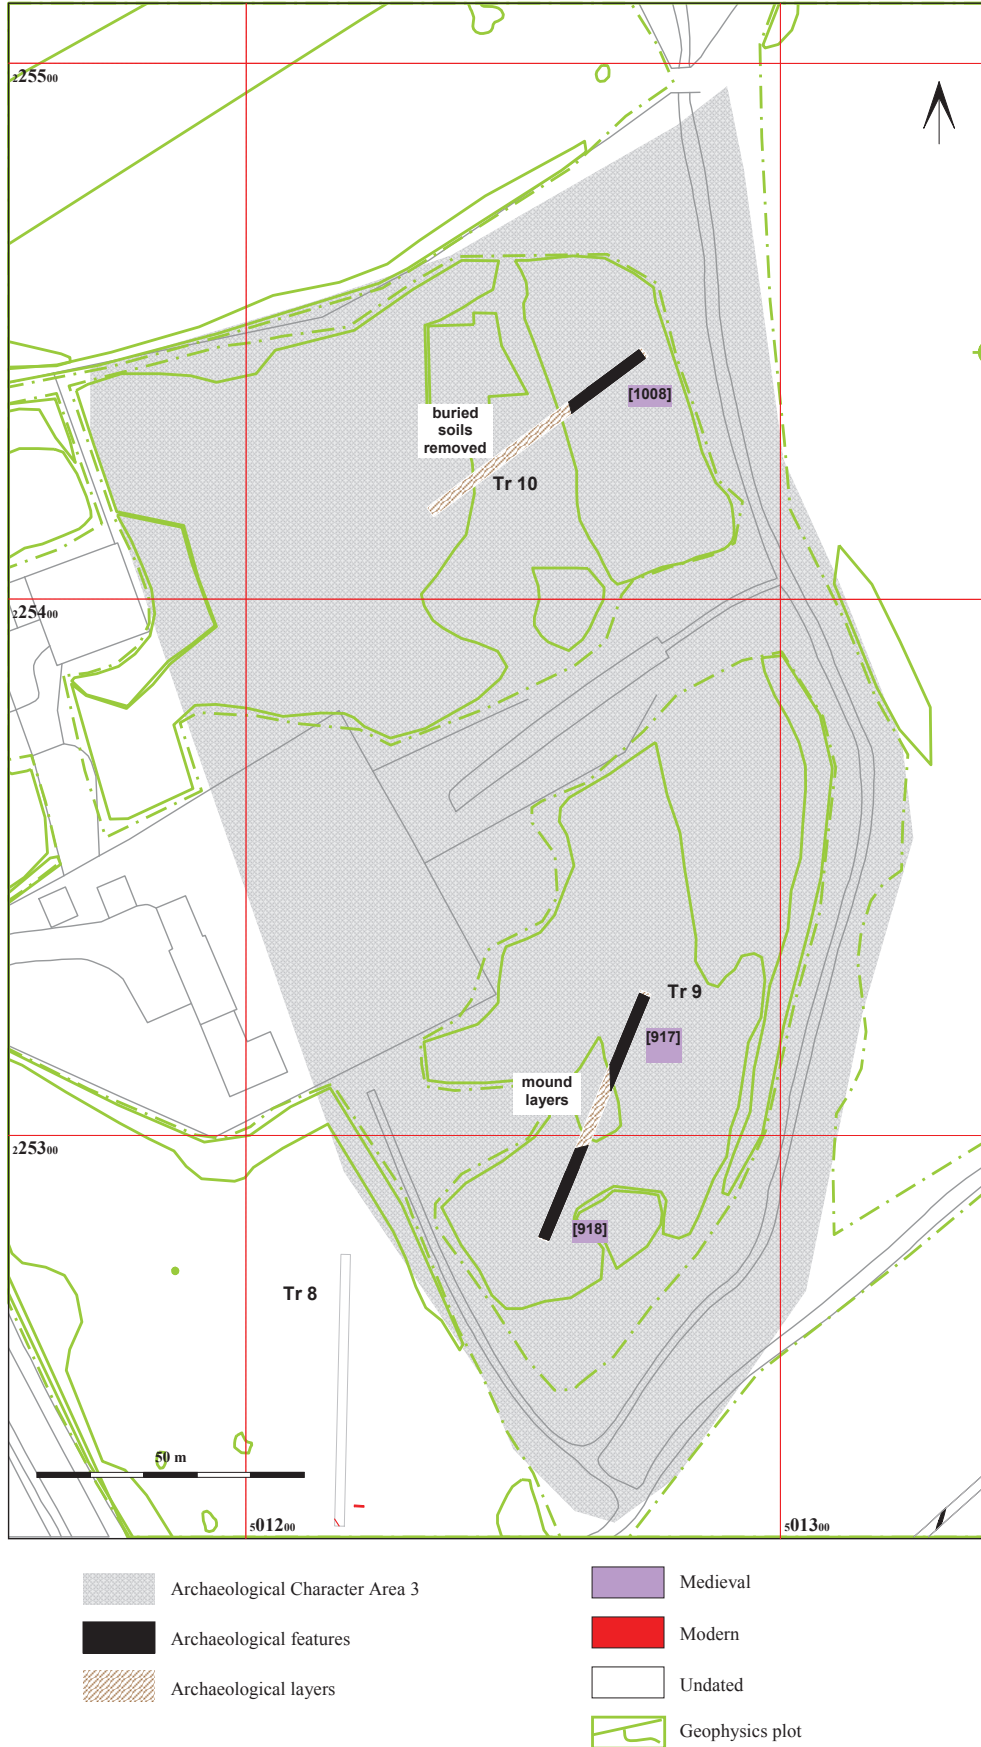 225500
[1008]
buried
soils
removed
Tr 10
225400
Tr 9
[917]
mound
layers
225300
[918]
Tr 8
50 m
501200
501300
Archaeological Character Area 3
Archaeological features
Archaeological layers
Medieval
Modern
Undated
Geophysics plot